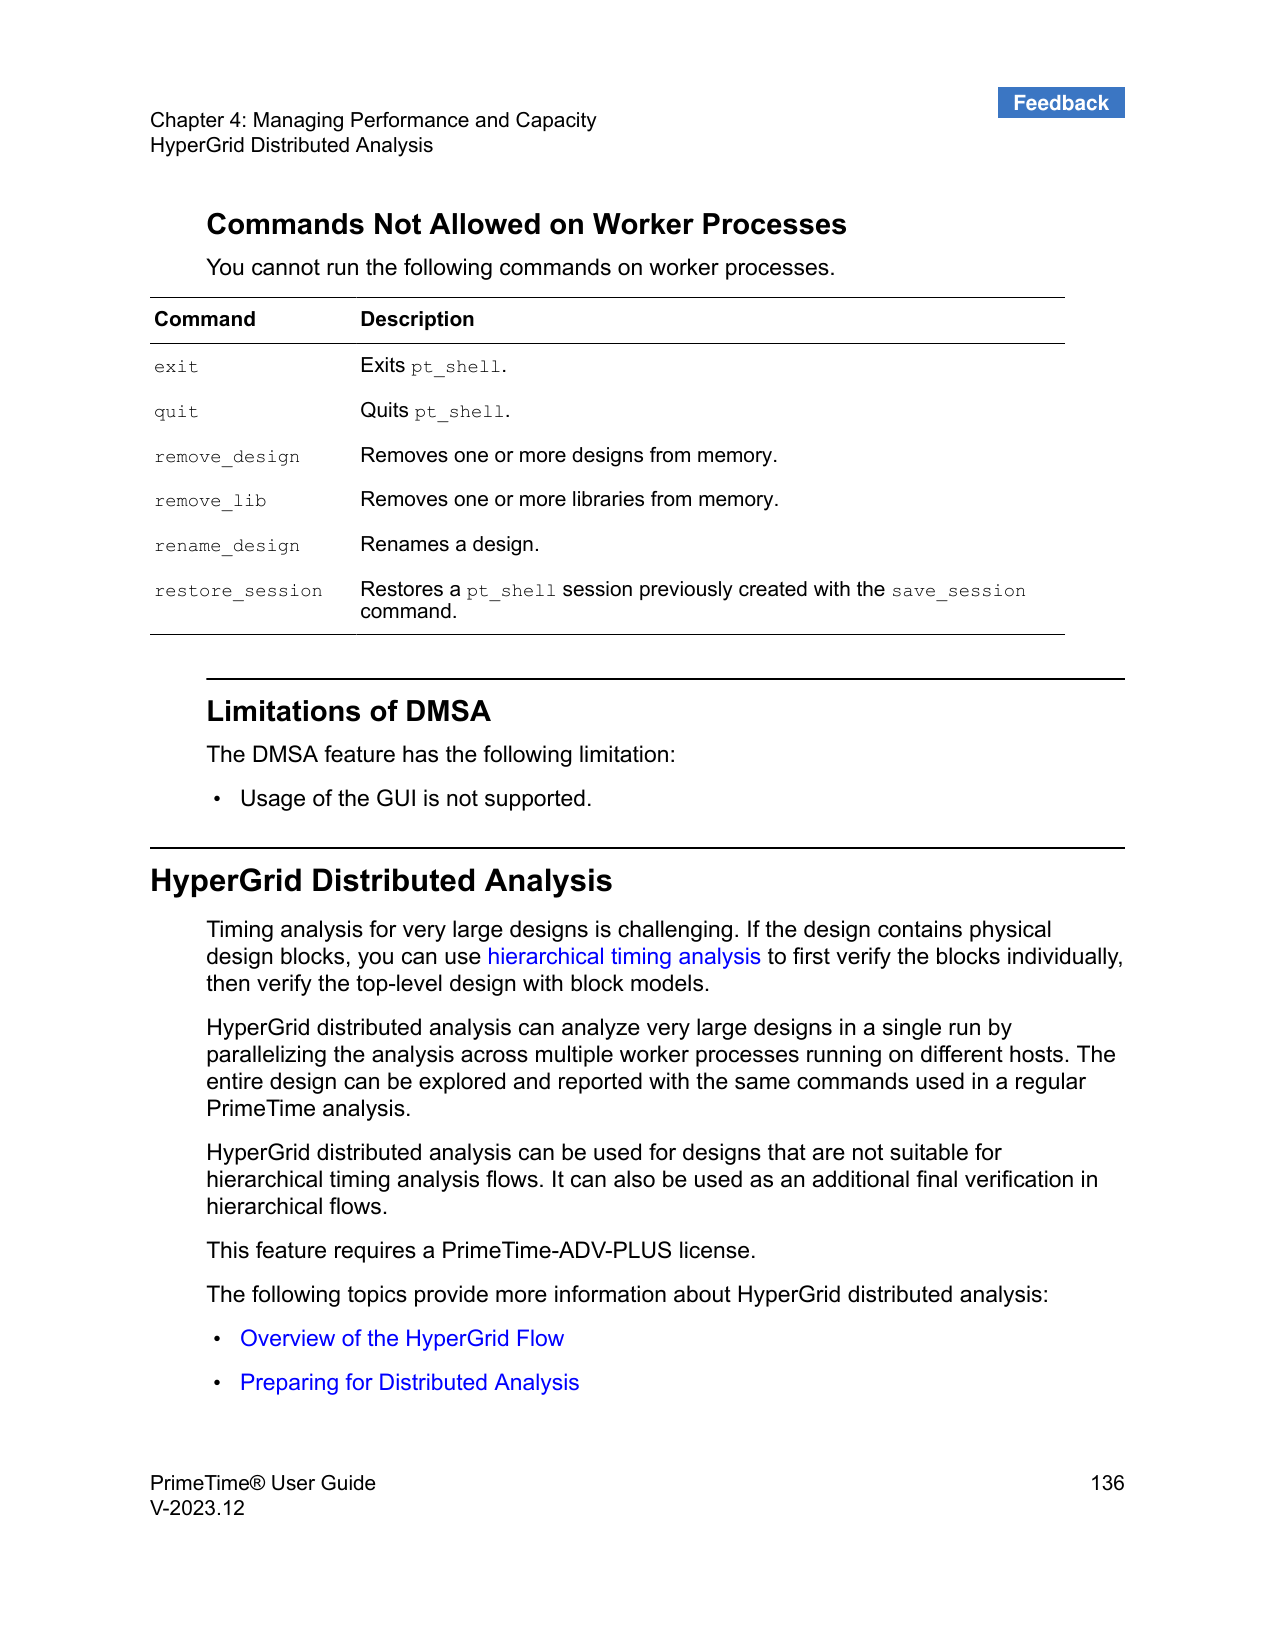 Feedback
Chapter 4: Managing Performance and Capacity
HyperGrid Distributed Analysis
Commands Not Allowed on Worker Processes
You cannot run the following commands on worker processes.
Command Description
exit Exits pt_shell.
quit Quits pt_shell.
remove_design Removes one or more designs from memory.
remove_lib Removes one or more libraries from memory.
rename_design Renames a design.
restore_session Restores a pt_shell session previously created with the save_session
command.
Limitations of DMSA
The DMSA feature has the following limitation:
• Usage of the GUI is not supported.
HyperGrid Distributed Analysis
Timing analysis for very large designs is challenging. If the design contains physical
design blocks, you can use hierarchical timing analysis to first verify the blocks individually,
then verify the top-level design with block models.
HyperGrid distributed analysis can analyze very large designs in a single run by
parallelizing the analysis across multiple worker processes running on different hosts. The
entire design can be explored and reported with the same commands used in a regular
PrimeTime analysis.
HyperGrid distributed analysis can be used for designs that are not suitable for
hierarchical timing analysis flows. It can also be used as an additional final verification in
hierarchical flows.
This feature requires a PrimeTime-ADV-PLUS license.
The following topics provide more information about HyperGrid distributed analysis:
• Overview of the HyperGrid Flow
• Preparing for Distributed Analysis
PrimeTime® User Guide 136
V-2023.12